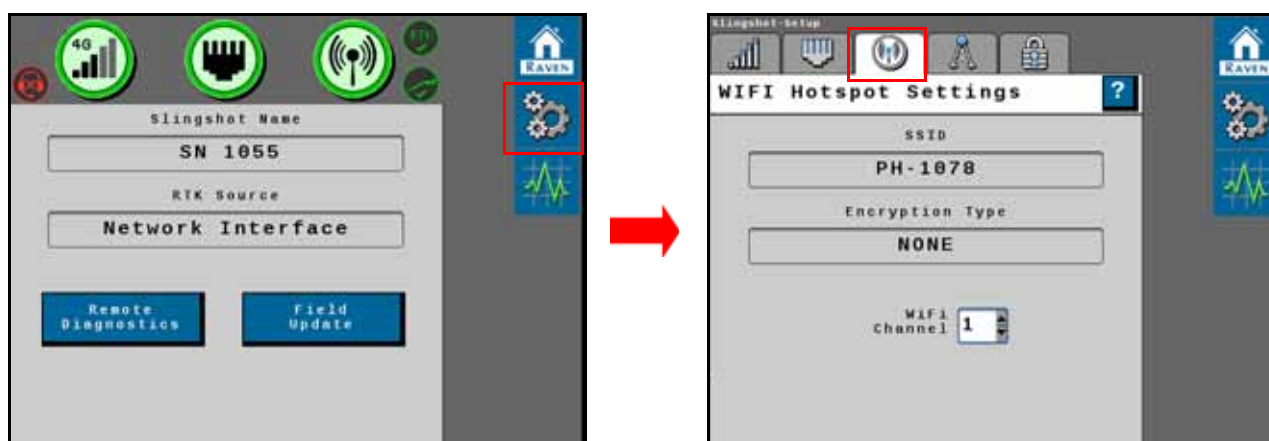 4G
RAVEN
Slingshot Name
SN 1055
RTK Source
Network Interface
Remote
Diagnostics
Field
Update
Slingshot-Setup
RAVEN
WIFI Hotspot Settings
?
SSID
PH-1078
Encryption Type
NONE
WiFi
Channel
1